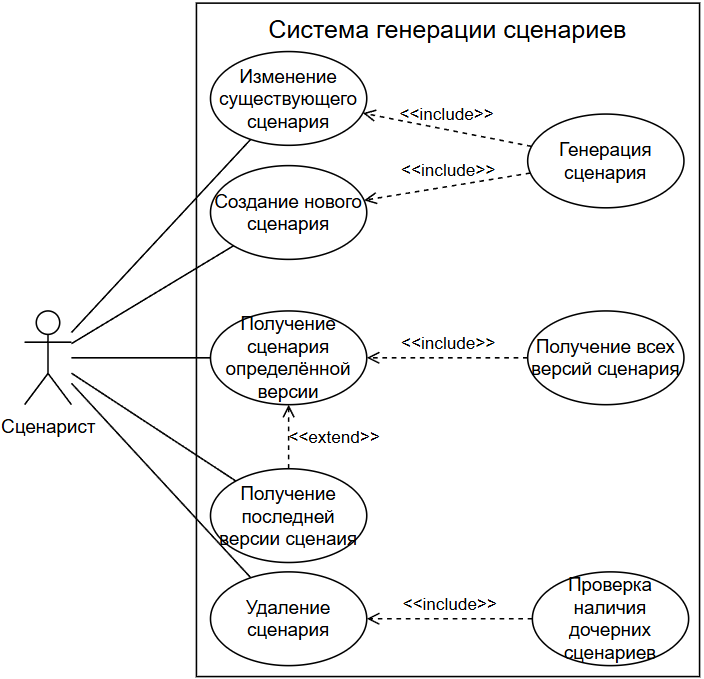 Система генерации сценариев
Изменение
существующего
сценария
<<include>>
Генерация
сценария
<<include>>
Создание нового
сценария
Получение
сценария
определённой
версии
<<include>>
Получение всех
версий сценария
Сценарист
<<extend>>
Получение
последней
версии сценаия
Удаление
сценария
<<include>>
Проверка
наличия
дочерних
сценариев